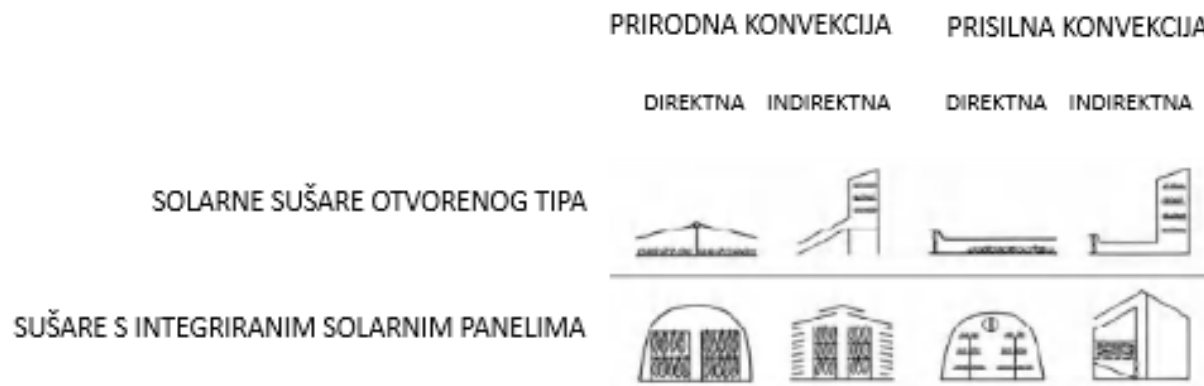 PRIRODNA KONVEKCIJA PRISILNA KONVEKCIJA
DIREKTNA INDIREKTNA DIREKTNA INDIREKTNA
SOLARNE SUŠARE OTVORENOG TIPA
SUŠARE S INTEGRIRANIM SOLARNIM PANELIMA